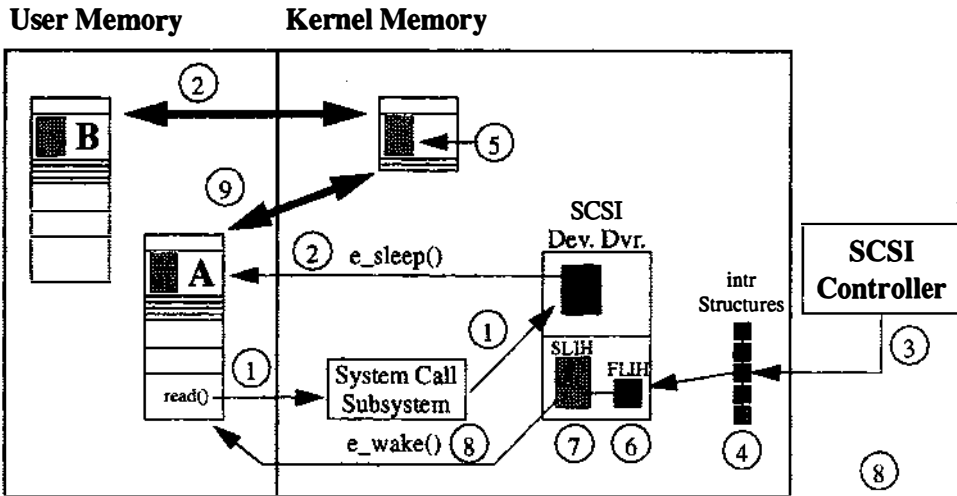 User Memory
Kernel Memory
2
B
5
9
SCSI
Dev. Dvr.
2
e_sleep()
A
SCSI
Controller
intr
Structures
1
1
3
SLIH
FLIH
System Call
Subsystem
read()
e_wake()
8
7
6
4
8